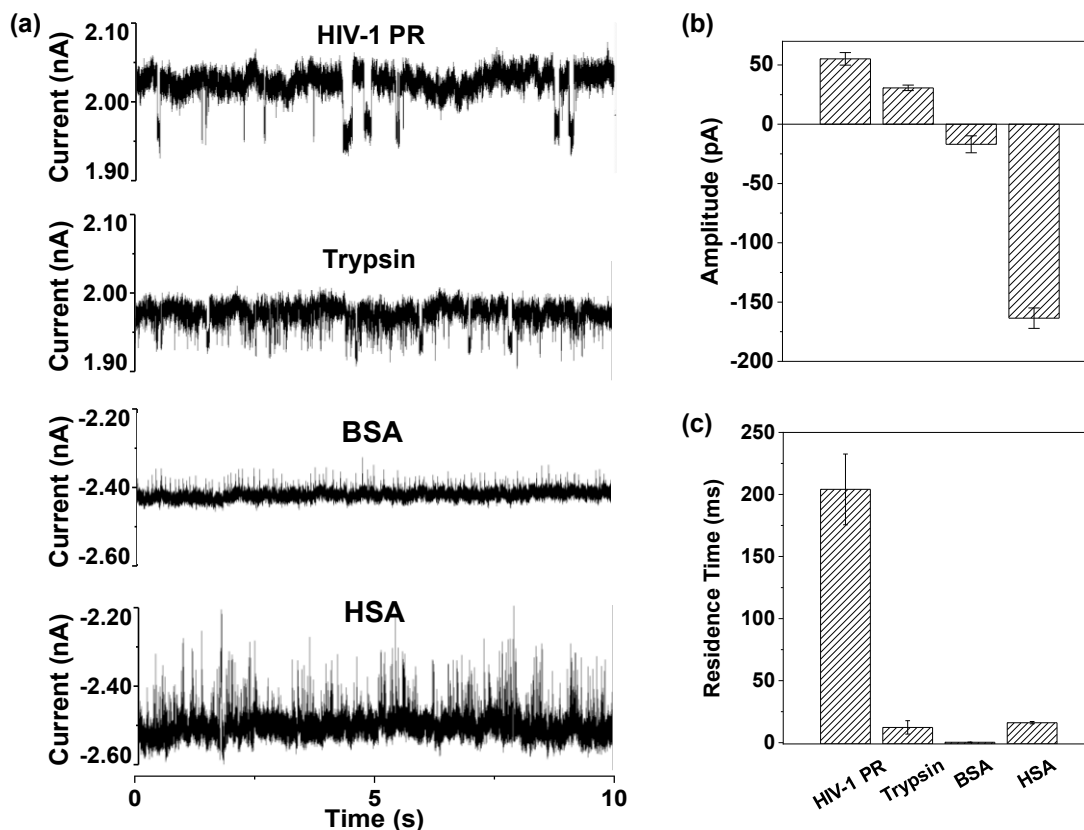 (a)
HIV-1 PR
Current (nA)
2.10
2.00
1.90
Trypsin
Current (nA)
2.10
2.00
1.90
BSA
Current (nA)
-2.20
-2.40
-2.60
HSA
Current (nA)
-2.20
-2.40
-2.60
0
5
10
Time (s)
(b)
Amplitude (pA)
50
0
-50
-100
-150
-200
(c)
Residence Time (ms)
250
200
150
100
50
0
HIV-1 PR
Trypsin
BSA
HSA